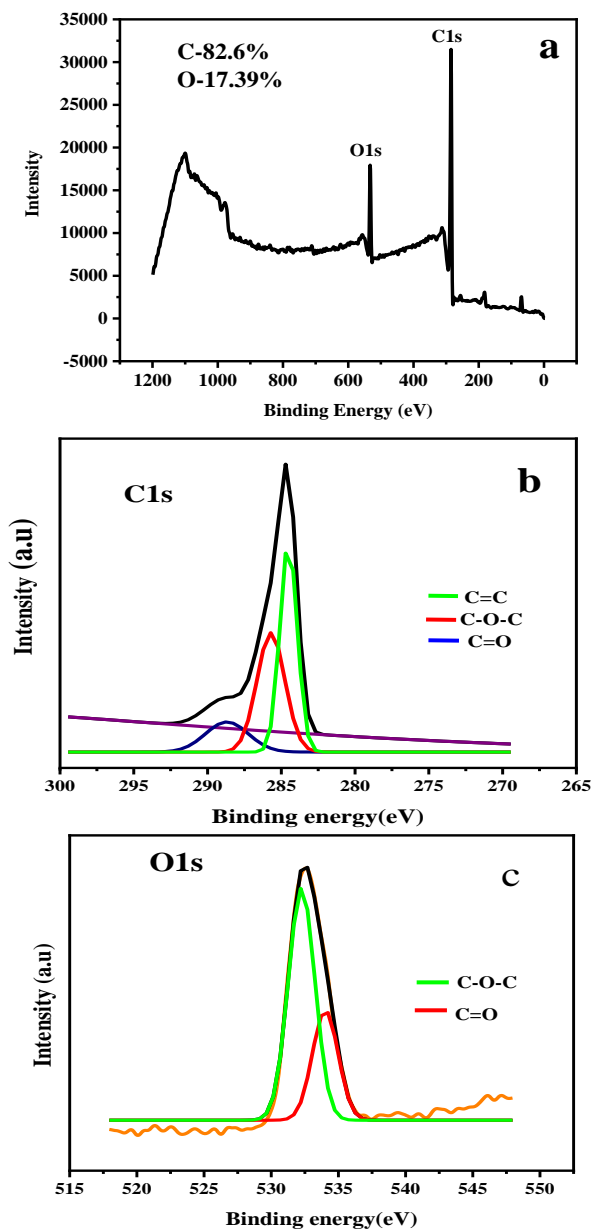 a
C-82.6%
O-17.39%
C1s
O1s
35000
30000
25000
20000
15000
10000
5000
0
-5000
Intensity
1200 1000 800 600 400 200 0
Binding Energy (eV)
b
C1s
C=C
C-O-C
C=O
Intensity (a.u)
300 295 290 285 280 275 270 265
Binding energy(eV)
c
O1s
C-O-C
C=O
Intensity (a.u)
515 520 525 530 535 540 545 550
Binding energy(eV)